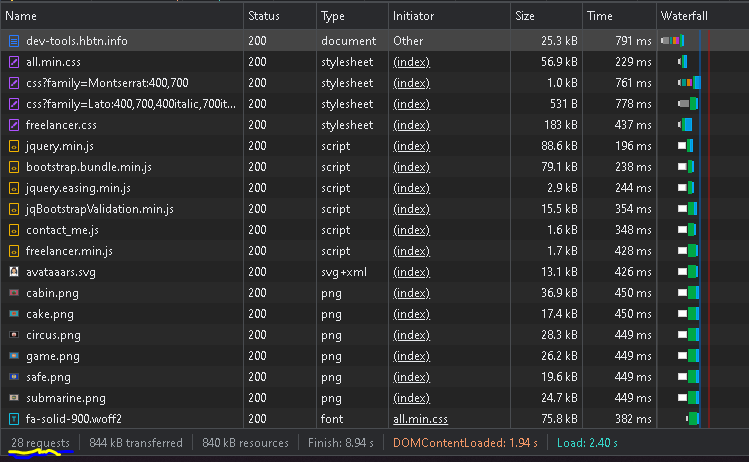 Name Status Type Initiator Size Time Waterfall
dev-tools.hbtn.info 200 document Other 25.3 kB 791 ms
all.min.css 200 stylesheet (index) 56.9 kB 229 ms
css?family=Montserrat:400,700 200 stylesheet (index) 1.0 kB 761 ms
css?family=Lato:400,700,400italic,700it... 200 stylesheet (index) 531 B 778 ms
freelancer.css 200 stylesheet (index) 183 kB 437 ms
jquery.min.js 200 script (index) 88.6 kB 196 ms
bootstrap.bundle.min.js 200 script (index) 79.1 kB 238 ms
jquery.easing.min.js 200 script (index) 2.9 kB 244 ms
jqBootstrapValidation.min.js 200 script (index) 15.5 kB 354 ms
contact_me.js 200 script (index) 1.6 kB 348 ms
freelancer.min.js 200 script (index) 1.7 kB 428 ms
avataaars.svg 200 svg+xml (index) 13.1 kB 426 ms
cabin.png 200 png (index) 36.9 kB 450 ms
cake.png 200 png (index) 17.4 kB 450 ms
circus.png 200 png (index) 28.3 kB 449 ms
game.png 200 png (index) 26.2 kB 449 ms
safe.png 200 png (index) 19.6 kB 449 ms
submarine.png 200 png (index) 24.7 kB 449 ms
fa-solid-900.woff2 200 font all.min.css 75.8 kB 382 ms
28 requests 844 kB transferred 840 kB resources Finish: 8.94 s DOMContentLoaded: 1.94 s Load: 2.40 s